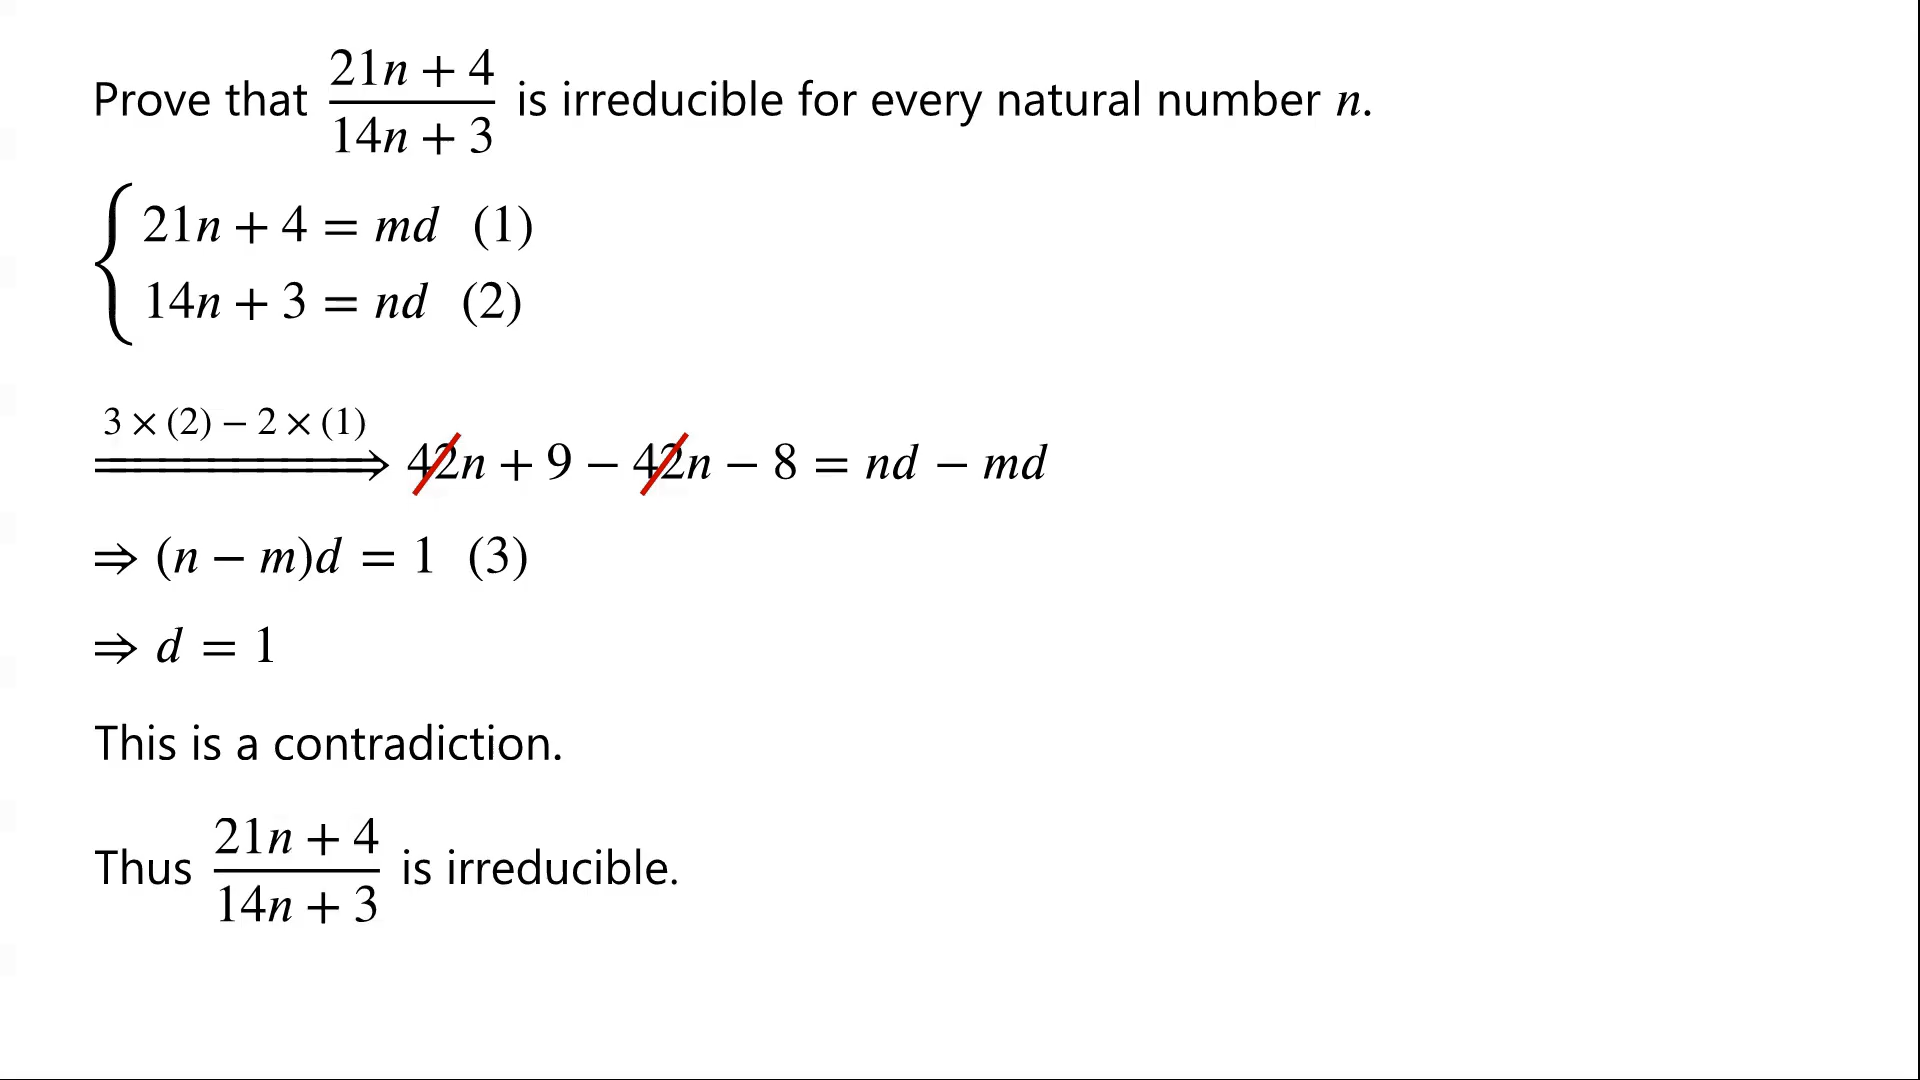 Prove that \frac{21n + 4}{14n + 3} is irreducible for every natural number n.
21n + 4 = md (1)
14n + 3 = nd (2)
3 × (2) − 2 × (1)
⟹ 42n + 9 − 42n − 8 = nd − md
⇒ (n − m)d = 1 (3)
⇒ d = 1
This is a contradiction.
Thus \frac{21n + 4}{14n + 3} is irreducible.